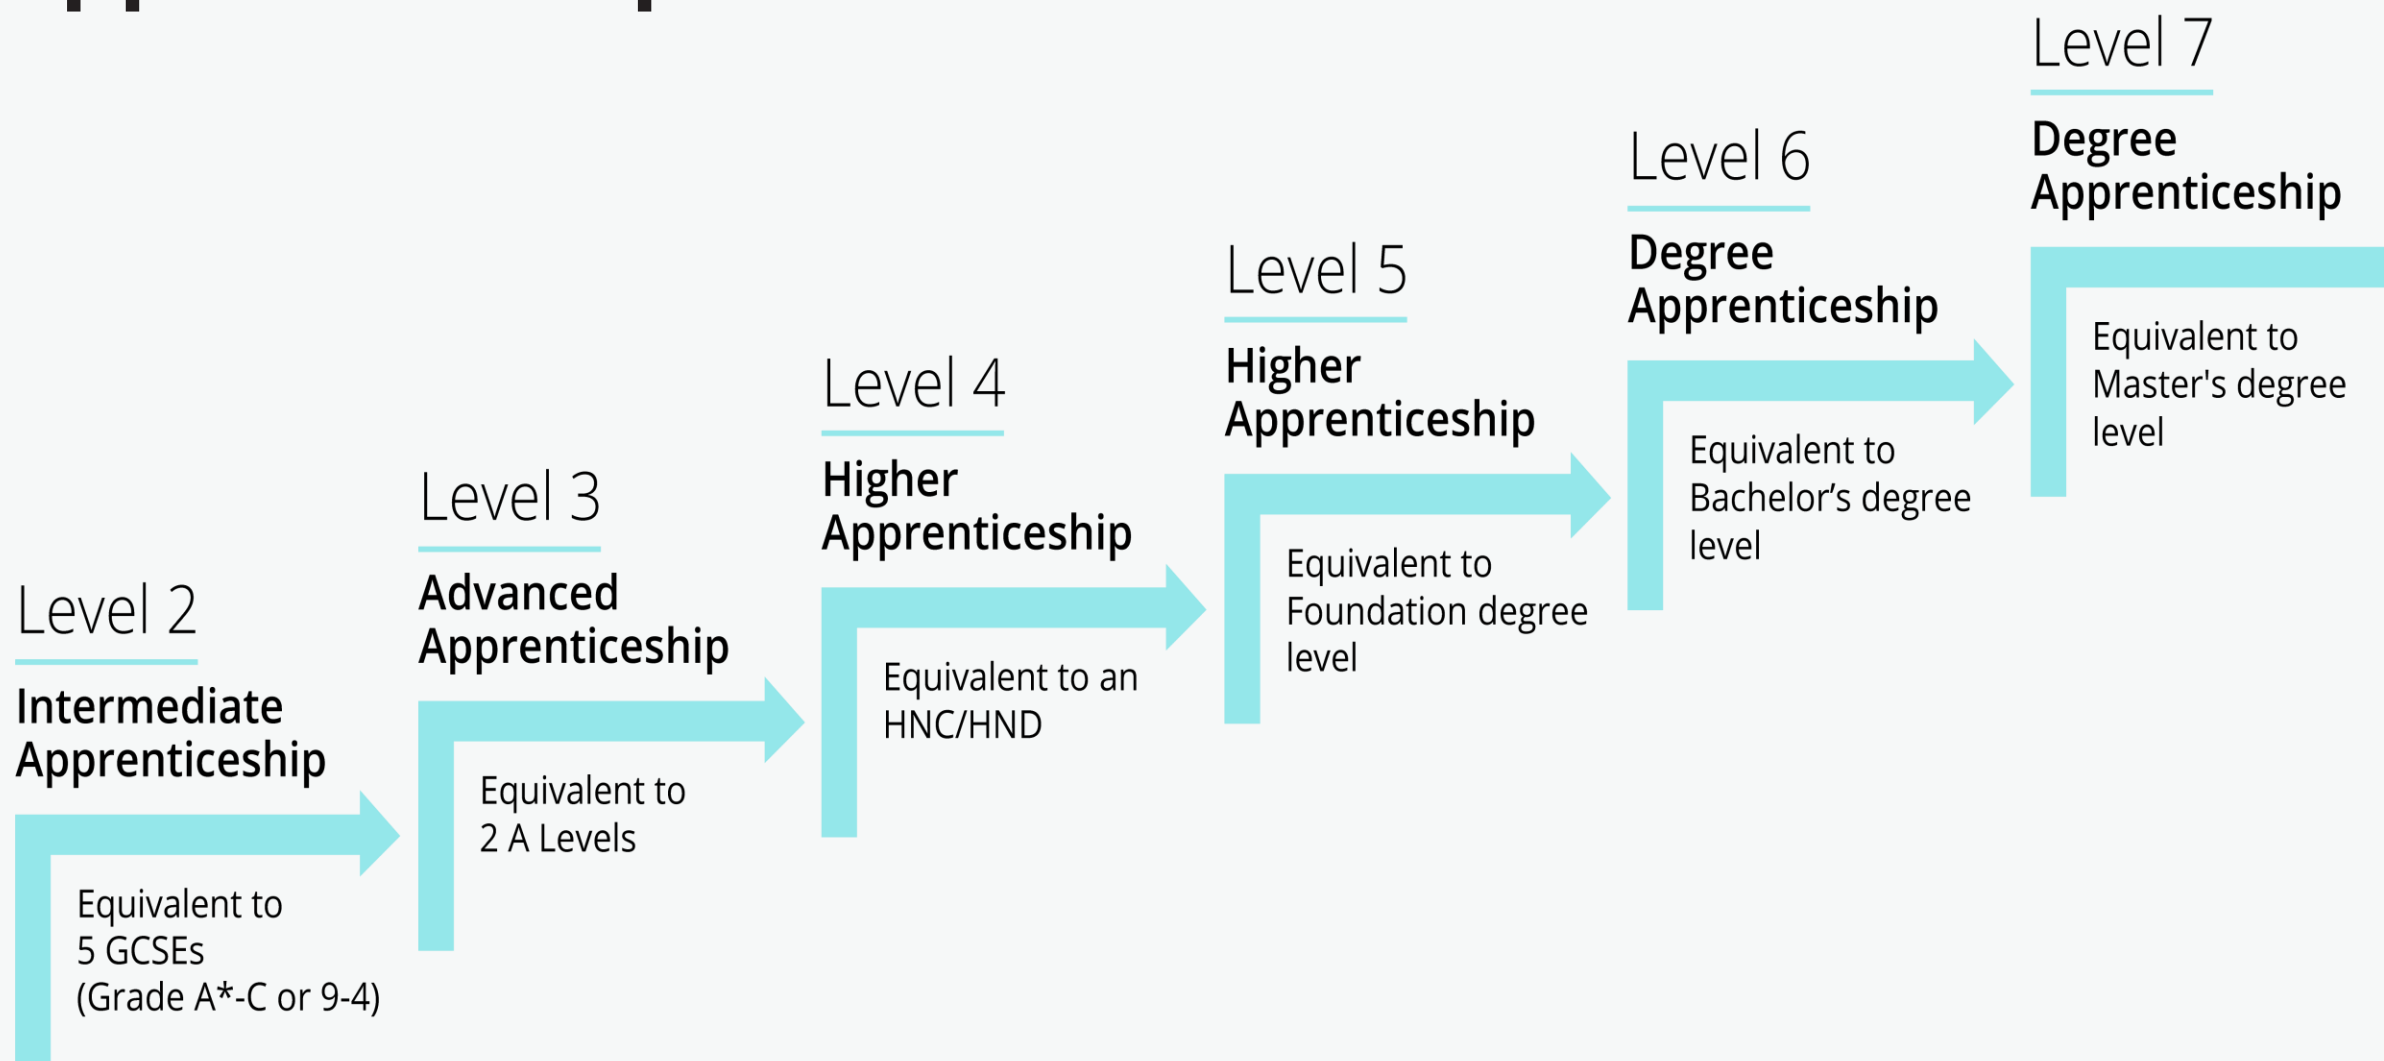 Level 2
Intermediate
Apprenticeship
Equivalent to
5 GCSEs
(Grade A*-C or 9-4)
Level 3
Advanced
Apprenticeship
Equivalent to
2 A Levels
Level 4
Higher
Apprenticeship
Equivalent to an
HNC/HND
Level 5
Higher
Apprenticeship
Equivalent to
Foundation degree
level
Level 6
Degree
Apprenticeship
Equivalent to
Bachelor’s degree
level
Level 7
Degree
Apprenticeship
Equivalent to
Master's degree
level